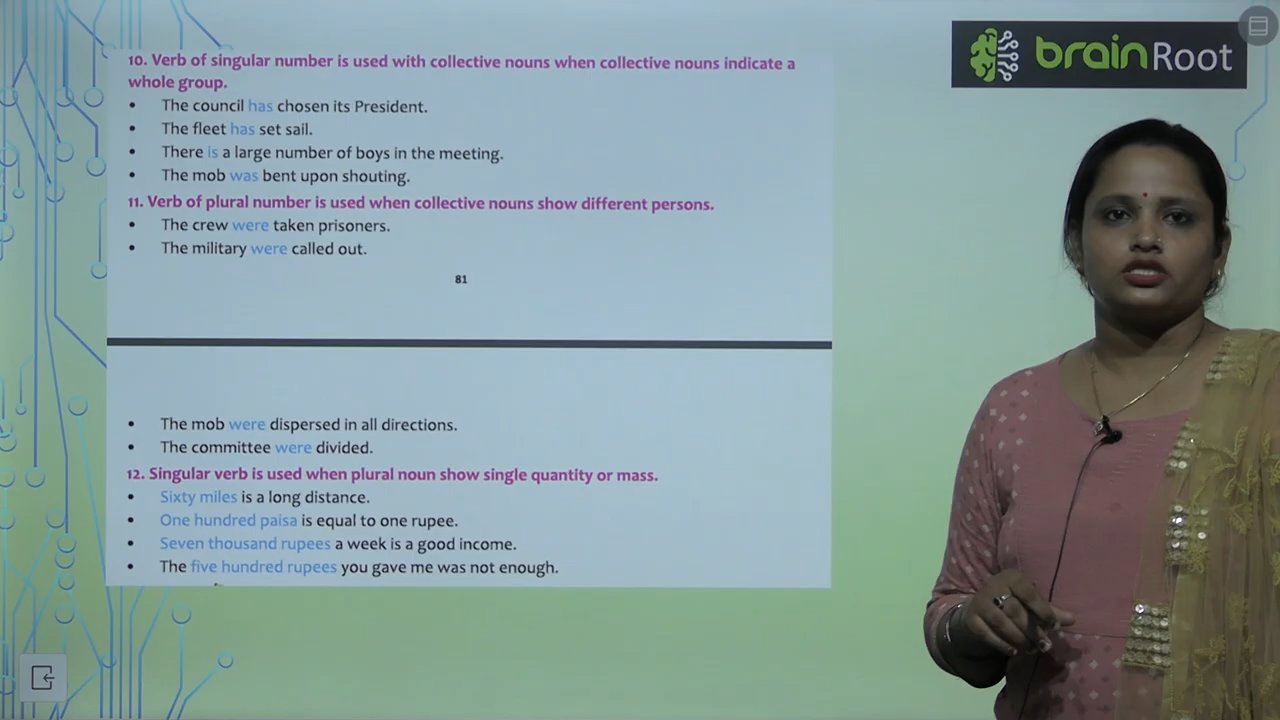 brainRoot
10. Verb of singular number is used with collective nouns when collective nouns indicate a
whole group.
• The council has chosen its President.
• The fleet has set sail.
• There is a large number of boys in the meeting.
• The mob was bent upon shouting.
11. Verb of plural number is used when collective nouns show different persons.
• The crew were taken prisoners.
• The military were called out.
81
• The mob were dispersed in all directions.
• The committee were divided.
12. Singular verb is used when plural noun show single quantity or mass.
• Sixty miles is a long distance.
• One hundred paisa is equal to one rupee.
• Seven thousand rupees a week is a good income.
• The five hundred rupees you gave me was not enough.